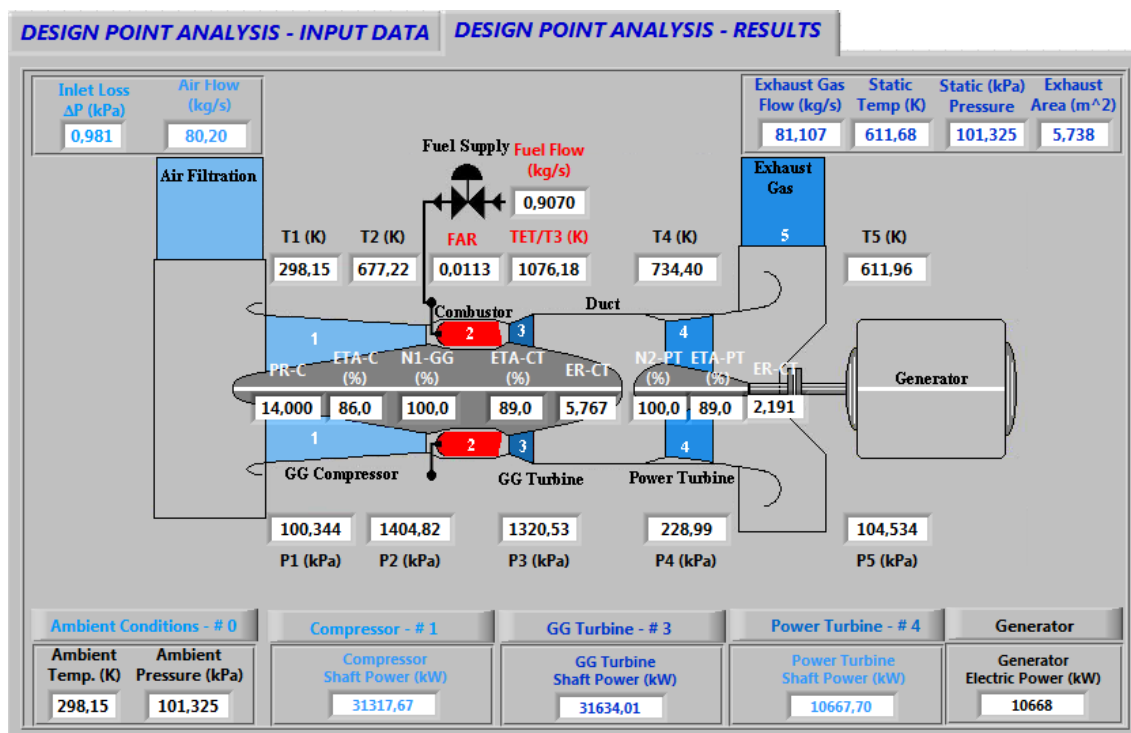 DESIGN POINT ANALYSIS - INPUT DATA
DESIGN POINT ANALYSIS - RESULTS
Inlet Loss
ΔP (kPa)
0,981
Air Flow
(kg/s)
80,20
Exhaust Gas
Flow (kg/s)
81,107
Static
Temp (K)
611,68
Static (kPa)
Pressure
101,325
Exhaust
Area (m^2)
5,738
Air Filtration
Fuel Supply
Fuel Flow
(kg/s)
0,9070
Exhaust
Gas
5
T1 (K)
298,15
T2 (K)
677,22
FAR
0,0113
TET/T3 (K)
1076,18
T4 (K)
734,40
T5 (K)
611,96
Combustor
Duct
1
2
3
4
PR-C
14,000
ETA-C
(%)
86,0
N1-GG
(%)
100,0
ETA-CT
(%)
89,0
ER-CT
5,767
N2-PT
(%)
100,0
ETA-PT
(%)
89,0
ER-CT
2,191
Generator
1
2
3
4
GG Compressor
GG Turbine
Power Turbine
100,344
P1 (kPa)
1404,82
P2 (kPa)
1320,53
P3 (kPa)
228,99
P4 (kPa)
104,534
P5 (kPa)
Ambient Conditions - # 0
Ambient
Temp. (K)
298,15
Ambient
Pressure (kPa)
101,325
Compressor - # 1
Compressor
Shaft Power (kW)
31317,67
GG Turbine - # 3
GG Turbine
Shaft Power (kW)
31634,01
Power Turbine - # 4
Power Turbine
Shaft Power (kW)
10667,70
Generator
Generator
Electric Power (kW)
10668